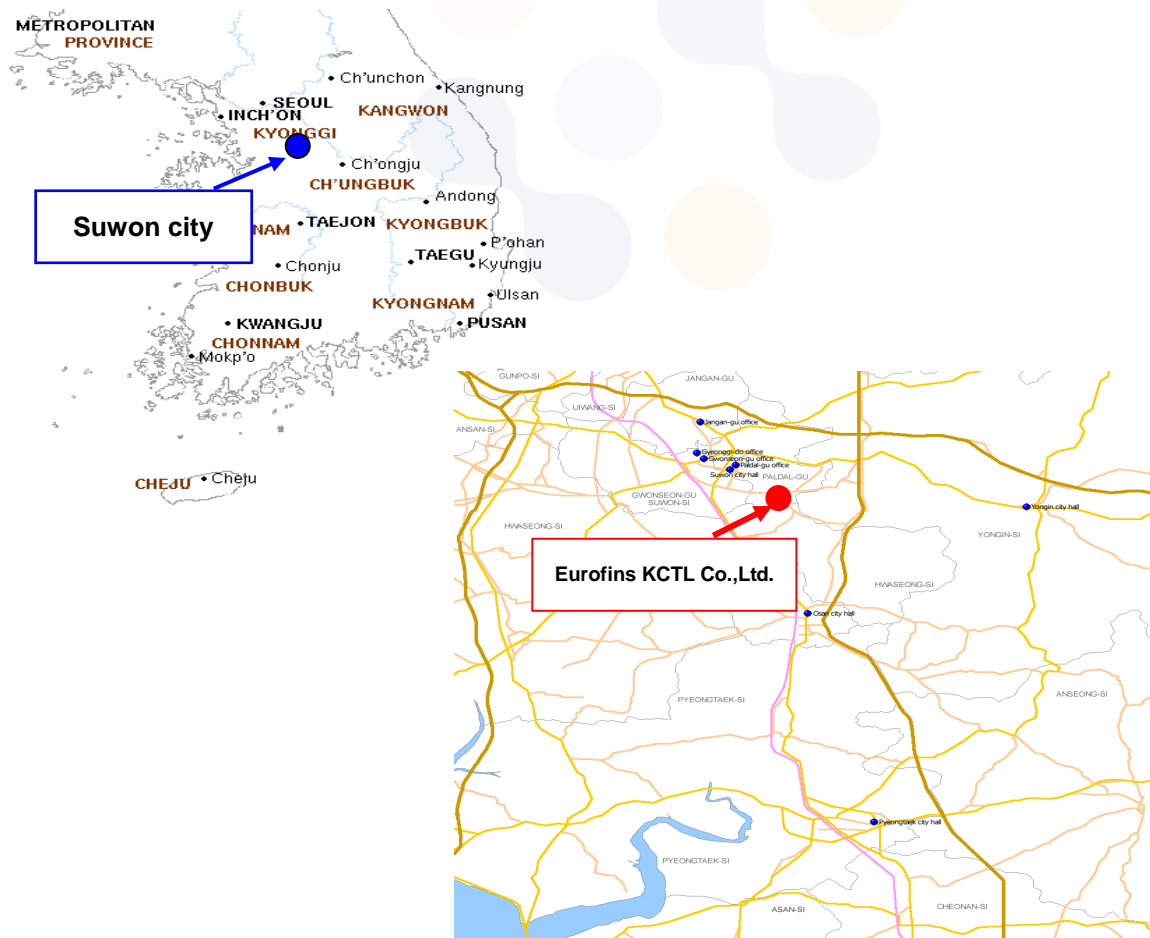 METROPOLITAN
PROVINCE
Ch'unchon
Kangnung
SEOUL
KANGWON
INCH'ON
KYONGGI
Ch'ongju
CH'UNGBUK
Andong
Suwon city
NAM
TAEJON
KYONGBUK
P'ohan
TAEGU
Kyungju
Chonju
CHONBUK
Ulsan
KYONGNAM
KWANGJU
PUSAN
CHONNAM
Mokp'o
CHEJU
Cheju
GUNPO-SI
JANGAN-GU
UIWANG-SI
Jangan-gu office
ANSAN-SI
Gyeonggi-do office
Gwonseon-gu office
Paldal-gu office
Suwon city hall
PALDAL-GU
GWONSEON-GU
SUWON-SI
Yongin city hall
HWASEONG-SI
YONGIN-SI
Eurofins KCTL Co.,Ltd.
HWASEONG-SI
Osan city hall
PYEONGTAEK-SI
ANSEONG-SI
Pyeongtaek city hall
PYEONGTAEK-SI
ASAN-SI
CHEONAN-SI